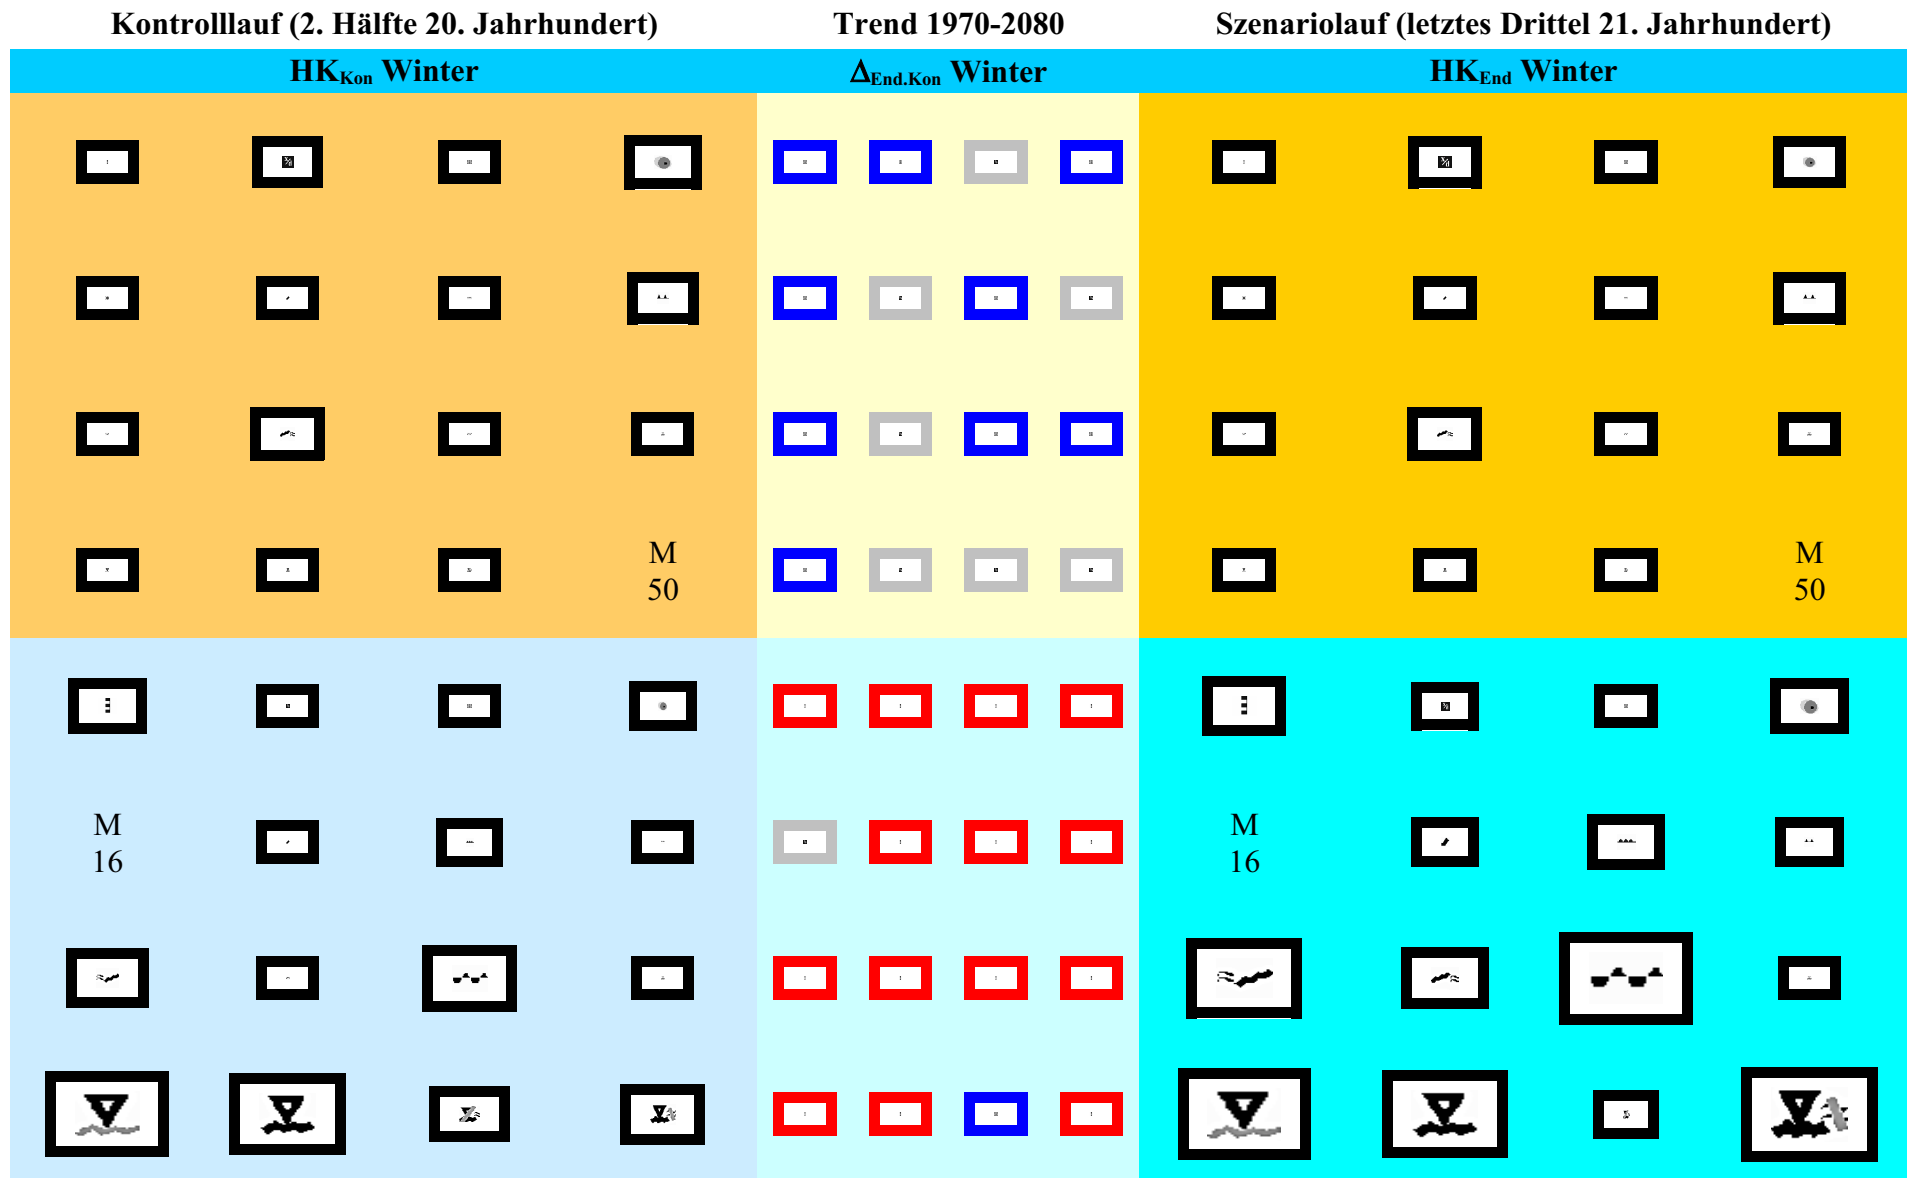 Kontrolllauf (2. Hälfte 20. Jahrhundert) Trend 1970-2080 Szenariolauf (letztes Drittel 21. Jahrhundert)
HKKon Winter ΔEnd.Kon Winter HKEnd Winter
M
50
M
50
M
16
M
16